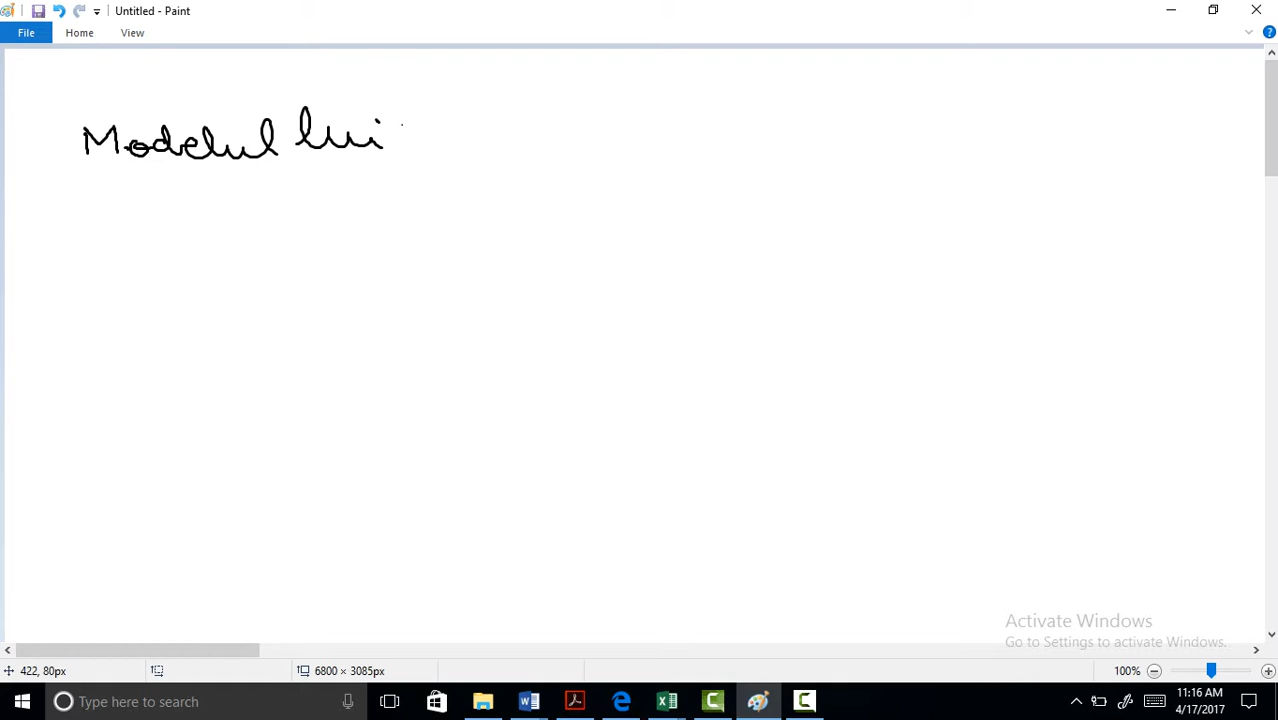 Untitled - Paint
File Home View
Modelul lui
Activate Windows
Go to Settings to activate Windows.
422, 80px 6800 × 3085px 100%
Type here to search
11:16 AM
4/17/2017